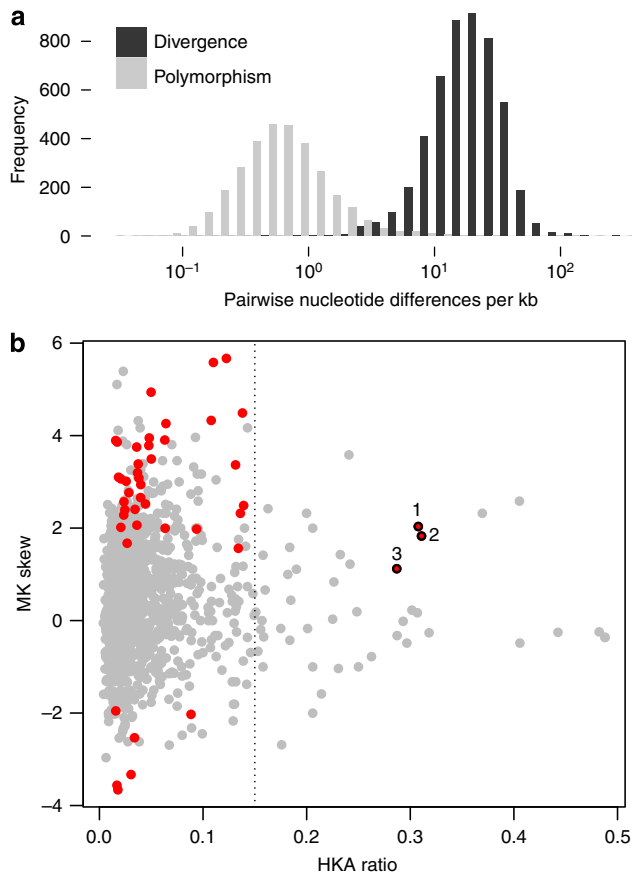 a
Divergence
Polymorphism
Frequency
800
600
400
200
0
10⁻¹ 10⁰ 10¹ 10²
Pairwise nucleotide differences per kb
b
MK skew
6
4
2
0
−2
−4
1
2
3
0.0 0.1 0.2 0.3 0.4 0.5
HKA ratio